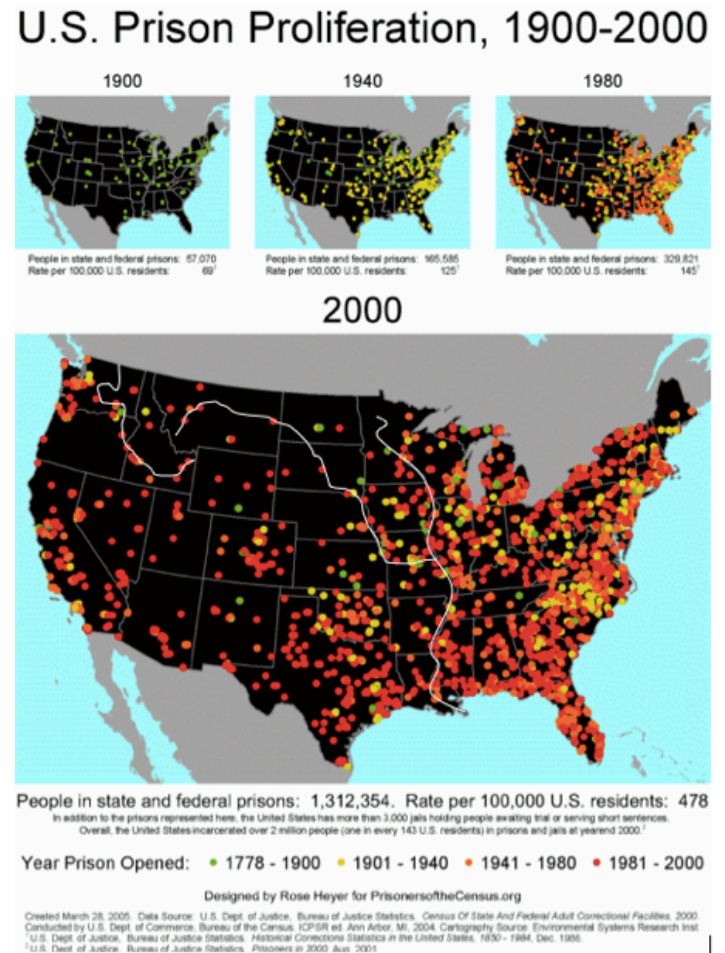 U.S. Prison Proliferation, 1900-2000
1900
1940
1980
People in state and federal prisons: 57,070
Rate per 100,000 U.S. residents: 69¹
People in state and federal prisons: 165,585
Rate per 100,000 U.S. residents: 125¹
People in state and federal prisons: 329,821
Rate per 100,000 U.S. residents: 145¹
2000
People in state and federal prisons: 1,312,354. Rate per 100,000 U.S. residents: 478
In addition to the prisons represented here, the United States has more than 3,000 jails holding people awaiting trial or serving short sentences.
Overall, the United States incarcerated over 2 million people (one in every 143 U.S. residents) in prisons and jails at yearend 2000.²
Year Prison Opened: 1778 - 1900 1901 - 1940 1941 - 1980 1981 - 2000
Designed by Rose Heyer for PrisonersoftheCensus.org
Created March 28, 2005. Data Source: U.S. Dept. of Justice, Bureau of Justice Statistics. Census Of State And Federal Adult Correctional Facilities, 2000.
Conducted by U.S. Dept. of Commerce, Bureau of the Census. ICPSR ed. Ann Arbor, MI, 2004. Cartography Source: Environmental Systems Research Inst.
¹ U.S. Dept. of Justice, Bureau of Justice Statistics. Historical Corrections Statistics in the United States, 1850 - 1984, Dec. 1986.
² U.S. Dept. of Justice, Bureau of Justice Statistics. Prisoners in 2000, Aug. 2001.